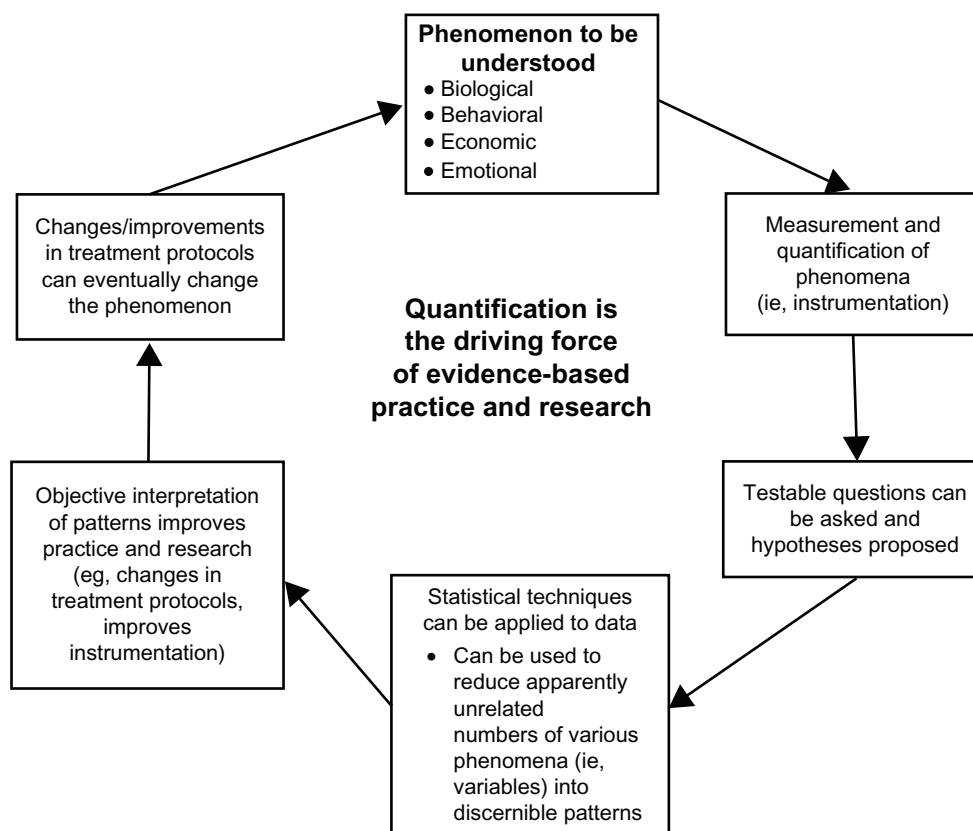 Phenomenon to be
understood
● Biological
● Behavioral
● Economic
● Emotional
Measurement and
quantification of
phenomena
(ie, instrumentation)
Testable questions can
be asked and
hypotheses proposed
Statistical techniques
can be applied to data
• Can be used to
reduce apparently
unrelated
numbers of various
phenomena (ie,
variables) into
discernible patterns
Objective interpretation
of patterns improves
practice and research
(eg, changes in
treatment protocols,
improves
instrumentation)
Changes/improvements
in treatment protocols
can eventually change
the phenomenon
Quantification is
the driving force
of evidence-based
practice and research